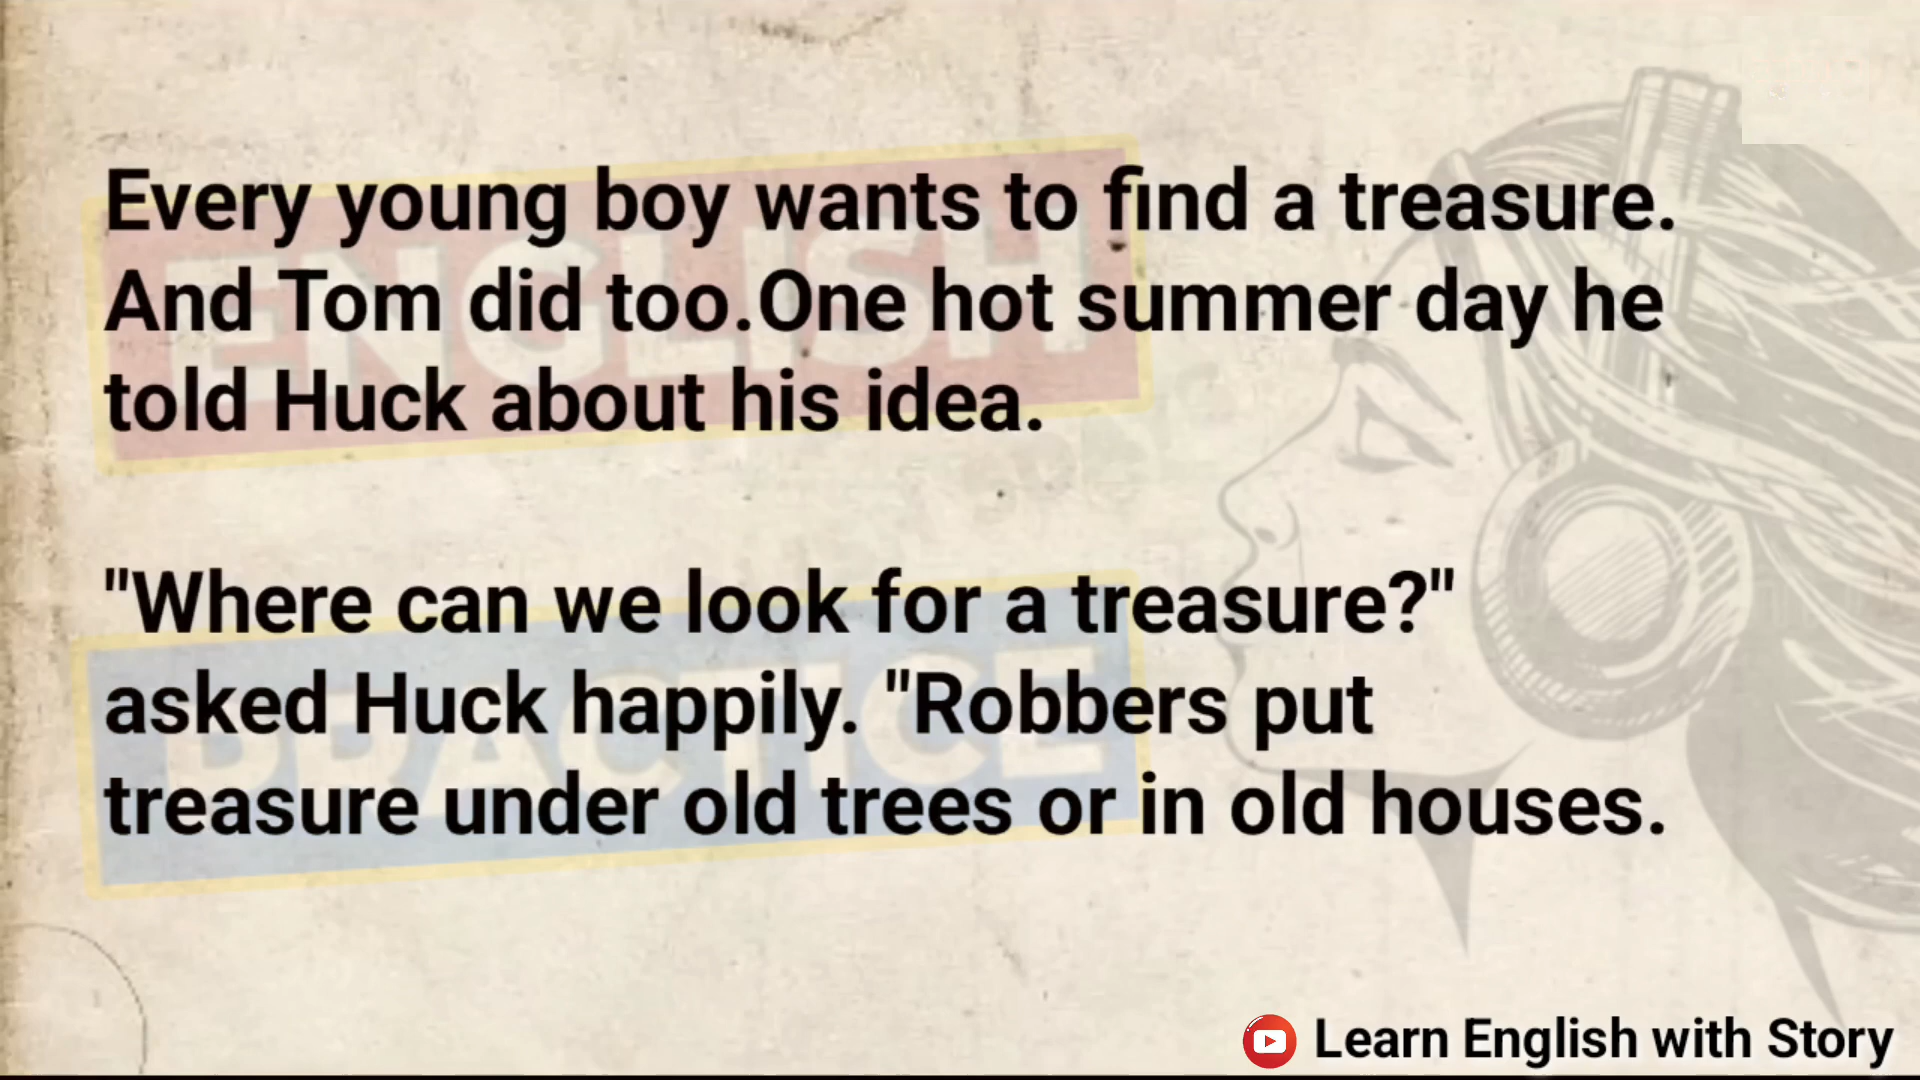 Every young boy wants to find a treasure.
And Tom did too.One hot summer day he
told Huck about his idea.
"Where can we look for a treasure?"
asked Huck happily. "Robbers put
treasure under old trees or in old houses.
ENGLISH
PRACTICE
Learn English with Story